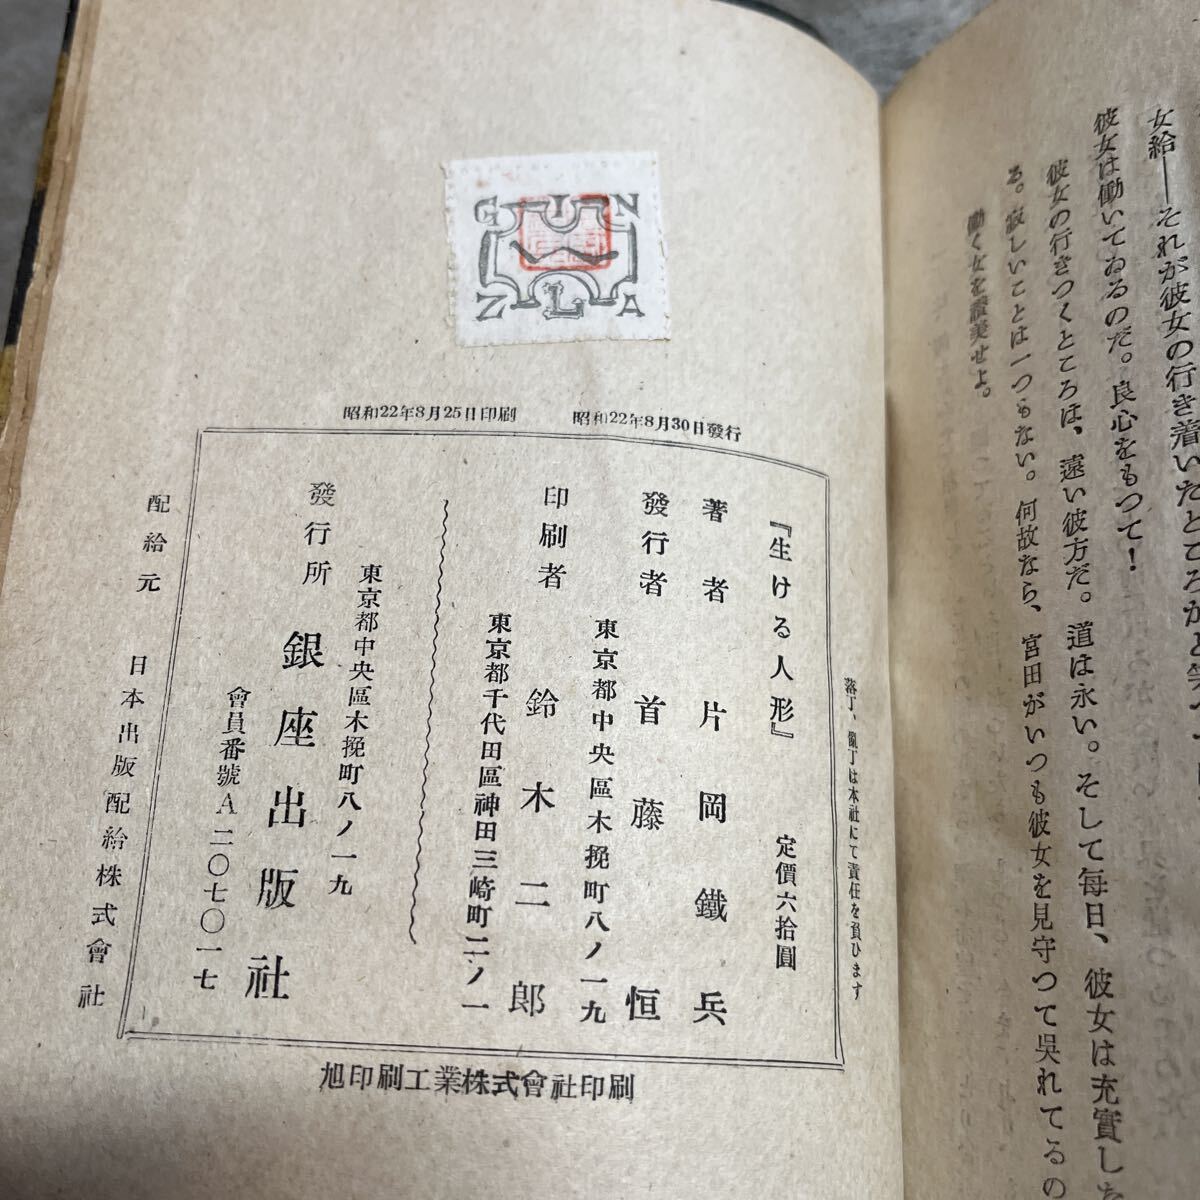 女給――それが彼女の行き着いたところかと笑
彼女は働いてゐるのだ。良心をもつて！
彼女の行きつくところは、遠い彼方だ。道は永い。そして毎日、彼女は充實した
る。寂しいことは一つもない。何故なら、宮田がいつも彼女を見守つて呉れてるの
働く女を讃美せよ。
GINZA
昭和22年8月25日印刷
昭和22年8月30日發行
落丁、亂丁は本社にて責任を負ひます
『生ける人形』 定價六拾圓
著者 片岡鐵兵
發行者 首藤恒
東京都中央區木挽町八ノ一九
印刷者 鈴木二郎
東京都千代田區神田三崎町二ノ一
發行所 銀座出版社
東京都中央區木挽町八ノ一九
會員番號A二〇七〇一七
配給元 日本出版配給株式會社
旭印刷工業株式會社印刷